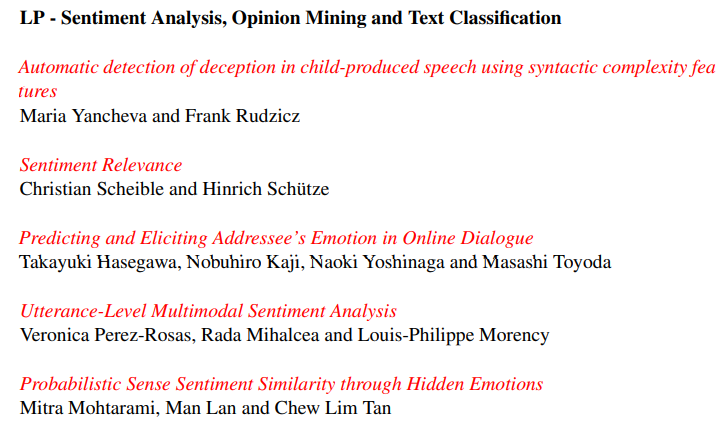 LP - Sentiment Analysis, Opinion Mining and Text Classification
Automatic detection of deception in child-produced speech using syntactic complexity fea
tures
Maria Yancheva and Frank Rudzicz
Sentiment Relevance
Christian Scheible and Hinrich Schütze
Predicting and Eliciting Addressee's Emotion in Online Dialogue
Takayuki Hasegawa, Nobuhiro Kaji, Naoki Yoshinaga and Masashi Toyoda
Utterance-Level Multimodal Sentiment Analysis
Veronica Perez-Rosas, Rada Mihalcea and Louis-Philippe Morency
Probabilistic Sense Sentiment Similarity through Hidden Emotions
Mitra Mohtarami, Man Lan and Chew Lim Tan